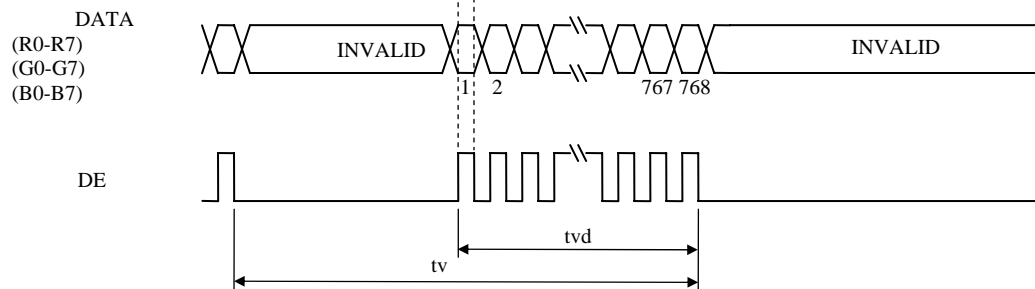 DATA
(R0-R7)
(G0-G7)
(B0-B7)
INVALID
INVALID
1 2 767 768
DE
tvd
tv